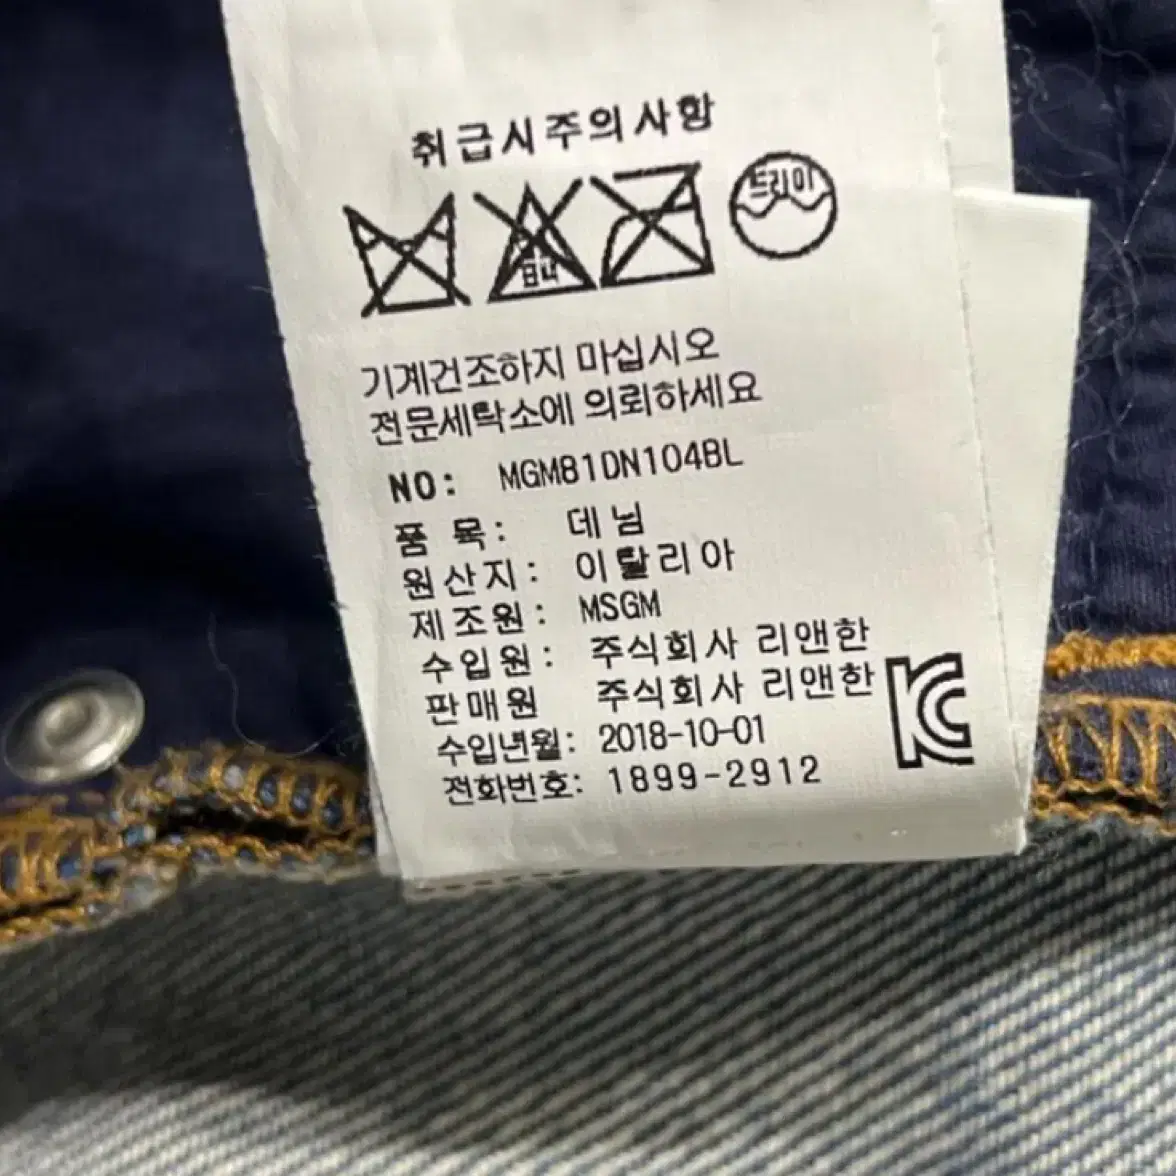 취급시주의사항
드라이
기계건조하지 마십시오
전문세탁소에 의뢰하세요
NO: MGM81DN104BL
품 목: 데님
원산지: 이탈리아
제조원: MSGM
수입원: 주식회사 리앤한
판매원 주식회사 리앤한
수입년월: 2018-10-01
전화번호: 1899-2912